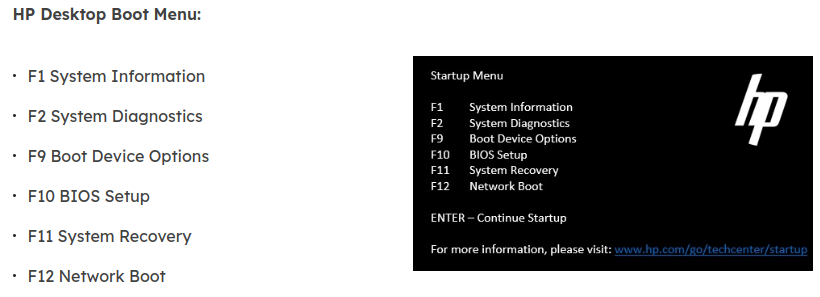 HP Desktop Boot Menu:
• F1 System Information
• F2 System Diagnostics
• F9 Boot Device Options
• F10 BIOS Setup
• F11 System Recovery
• F12 Network Boot
Startup Menu
hp
F1 System Information
F2 System Diagnostics
F9 Boot Device Options
F10 BIOS Setup
F11 System Recovery
F12 Network Boot
ENTER – Continue Startup
For more information, please visit: www.hp.com/go/techcenter/startup